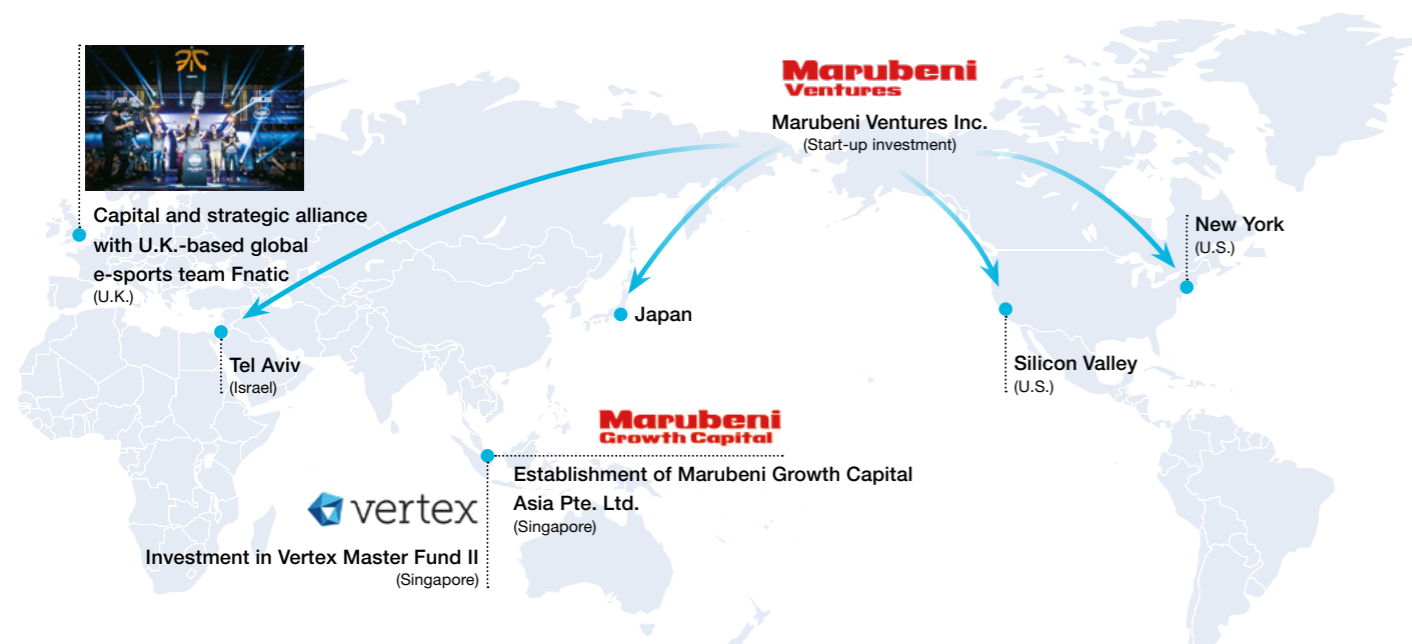 Marubeni
Ventures
Marubeni Ventures Inc.
(Start-up investment)
Capital and strategic alliance
with U.K.-based global
e-sports team Fnatic
(U.K.)
New York
(U.S.)
Japan
Tel Aviv
(Israel)
Silicon Valley
(U.S.)
Marubeni
Growth Capital
Establishment of Marubeni Growth Capital
Asia Pte. Ltd.
(Singapore)
vertex
Investment in Vertex Master Fund II
(Singapore)